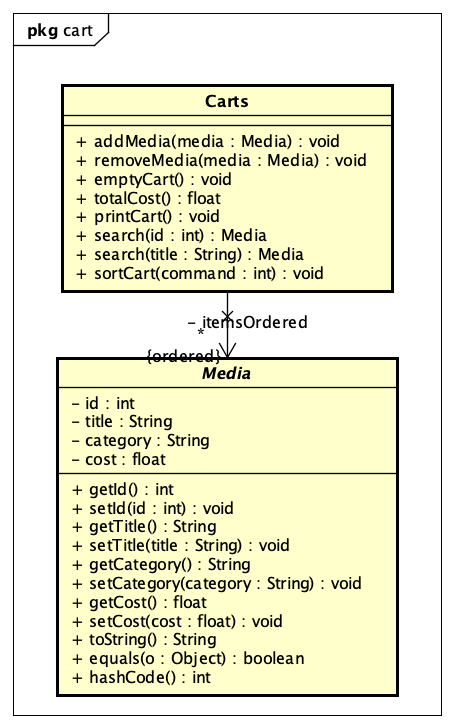 pkg cart
Carts
+ addMedia(media : Media) : void
+ removeMedia(media : Media) : void
+ emptyCart() : void
+ totalCost() : float
+ printCart() : void
+ search(id : int) : Media
+ search(title : String) : Media
+ sortCart(command : int) : void
- itemsOrdered
*
{ordered}
Media
- id : int
- title : String
- category : String
- cost : float
+ getId() : int
+ setId(id : int) : void
+ getTitle() : String
+ setTitle(title : String) : void
+ getCategory() : String
+ setCategory(category : String) : void
+ getCost() : float
+ setCost(cost : float) : void
+ toString() : String
+ equals(o : Object) : boolean
+ hashCode() : int